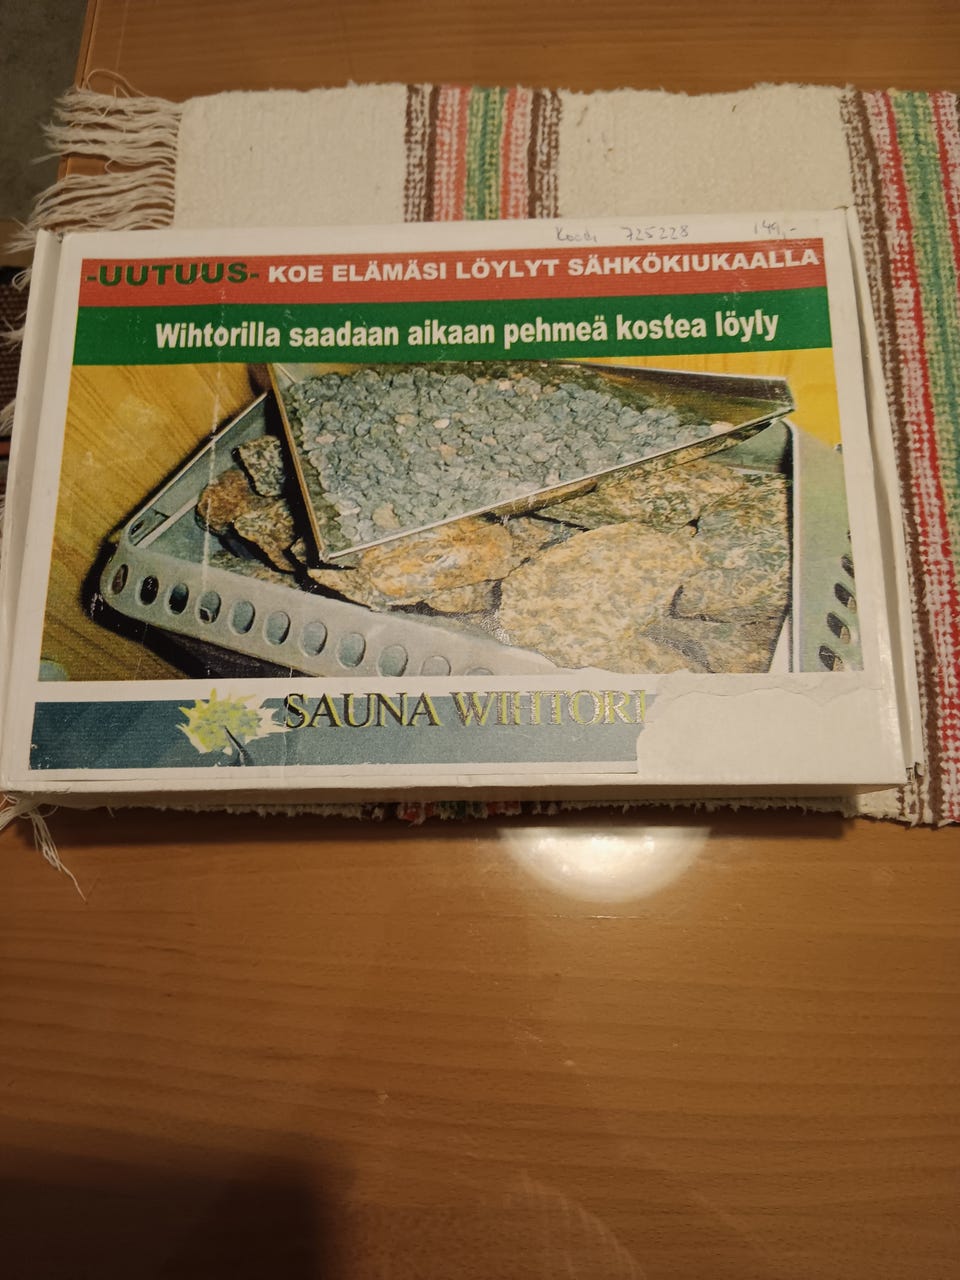 Koodi 725228 149,-
-UUTUUS- KOE ELÄMÄSI LÖYLYT SÄHKÖKIUKAALLA
Wihtorilla saadaan aikaan pehmeä kostea löyly
SAUNA WIHTORI